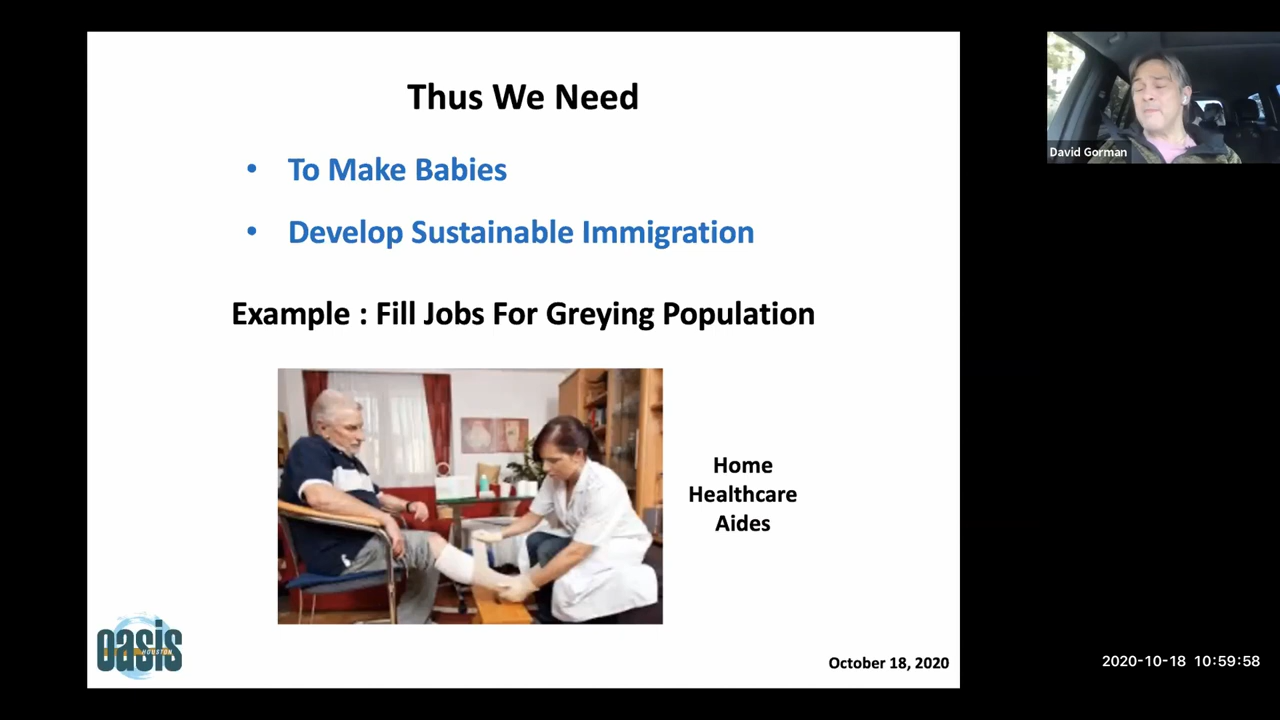 Thus We Need
• To Make Babies
• Develop Sustainable Immigration
Example : Fill Jobs For Greying Population
Home
Healthcare
Aides
oasis
HOUSTON
October 18, 2020
David Gorman
2020-10-18 10:59:58